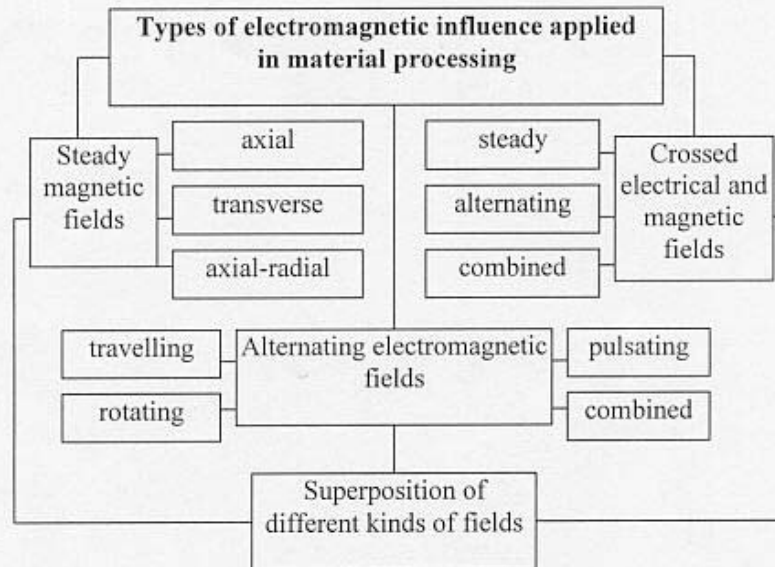 Types of electromagnetic influence applied
in material processing
Steady
magnetic
fields
axial
transverse
axial-radial
steady
alternating
combined
Crossed
electrical and
magnetic
fields
travelling
rotating
Alternating electromagnetic
fields
pulsating
combined
Superposition of
different kinds of fields